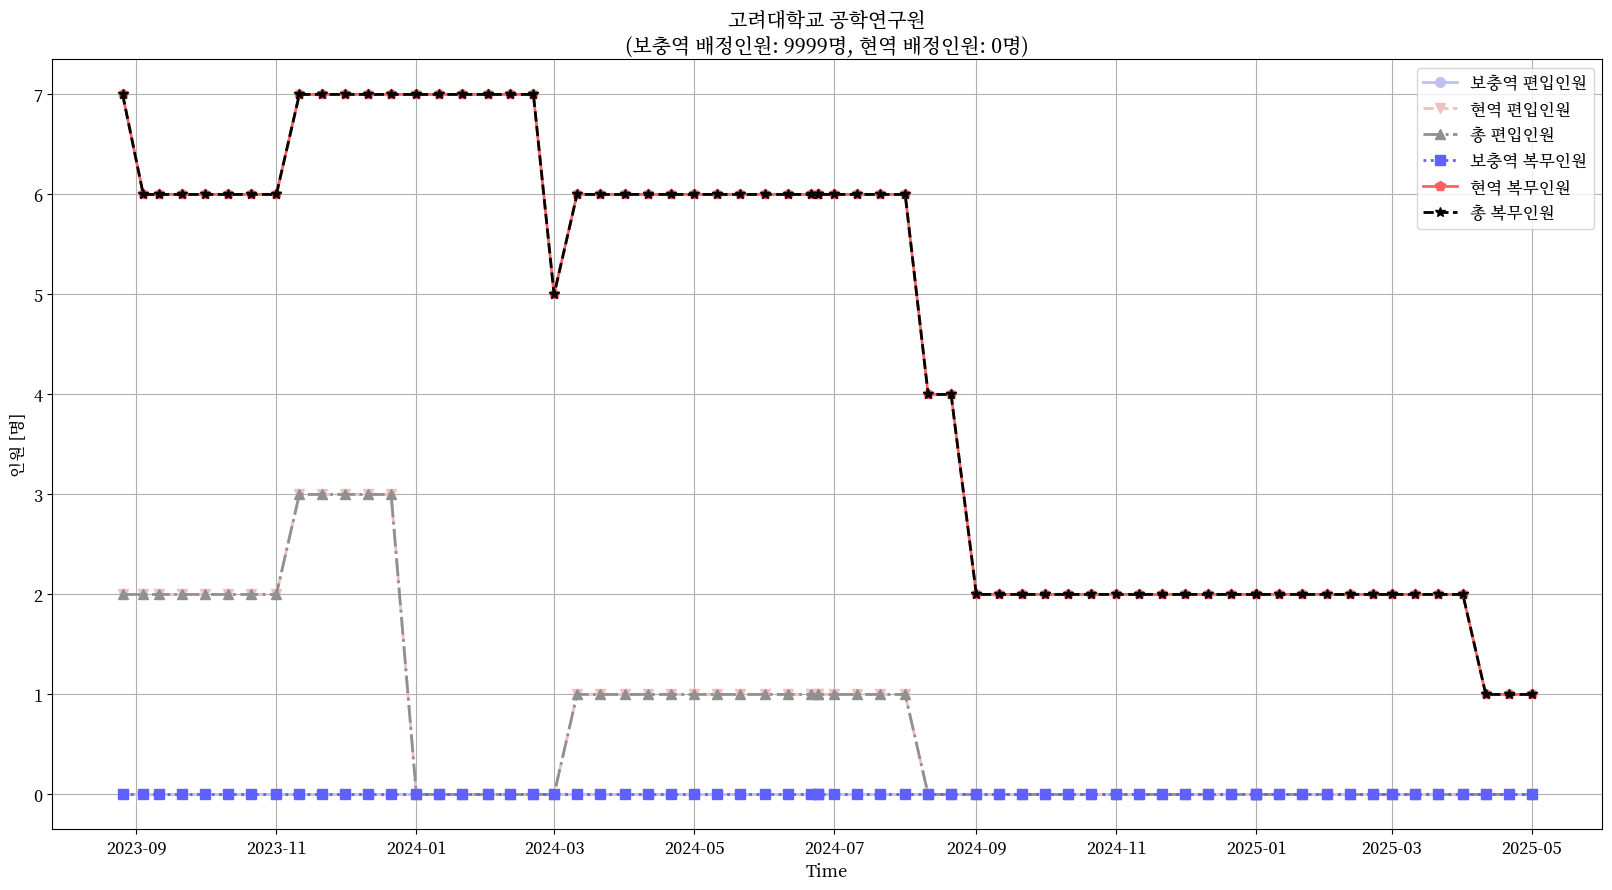 고려대학교 공학연구원
(보충역 배정인원: 9999명, 현역 배정인원: 0명)
보충역 편입인원
현역 편입인원
총 편입인원
보충역 복무인원
현역 복무인원
총 복무인원
인원 [명]
7
6
5
4
3
2
1
0
2023-09 2023-11 2024-01 2024-03 2024-05 2024-07 2024-09 2024-11 2025-01 2025-03 2025-05
Time